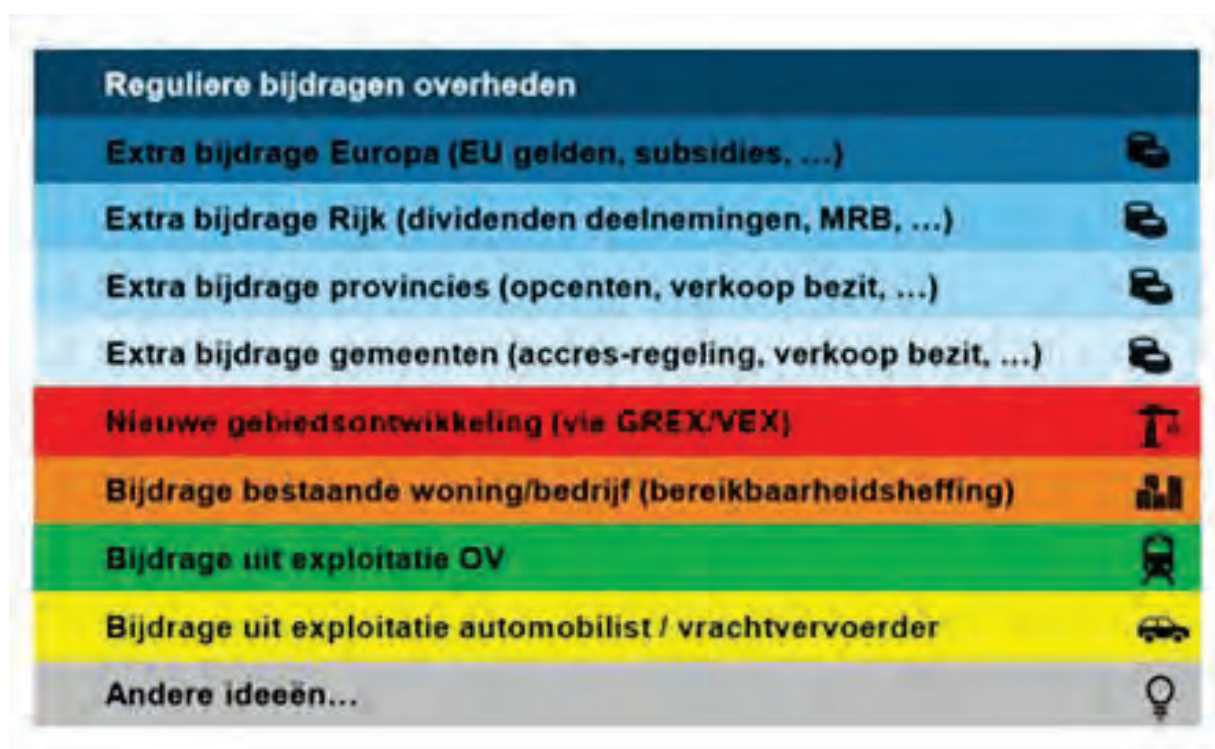 Reguliere bijdragen overheden
Extra bijdrage Europa (EU gelden, subsidies, ...)
Extra bijdrage Rijk (dividenden deelnemingen, MRB, ...)
Extra bijdrage provincies (opcenten, verkoop bezit, ...)
Extra bijdrage gemeenten (accres-regeling, verkoop bezit, ...)
Nieuwe gebiedsontwikkeling (via GREX/VEX)
Bijdrage bestaande woning/bedrijf (bereikbaarheidsheffing)
Bijdrage uit exploitatie OV
Bijdrage uit exploitatie automobilist / vrachtvervoerder
Andere ideeën...